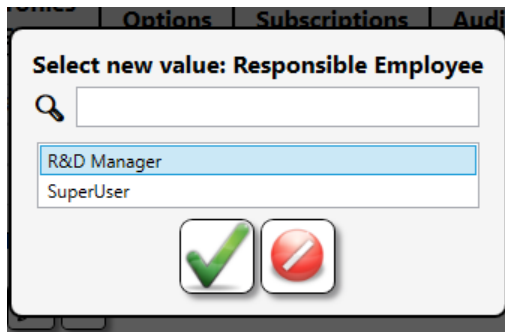 Options Subscriptions
Select new value: Responsible Employee
R&D Manager
SuperUser